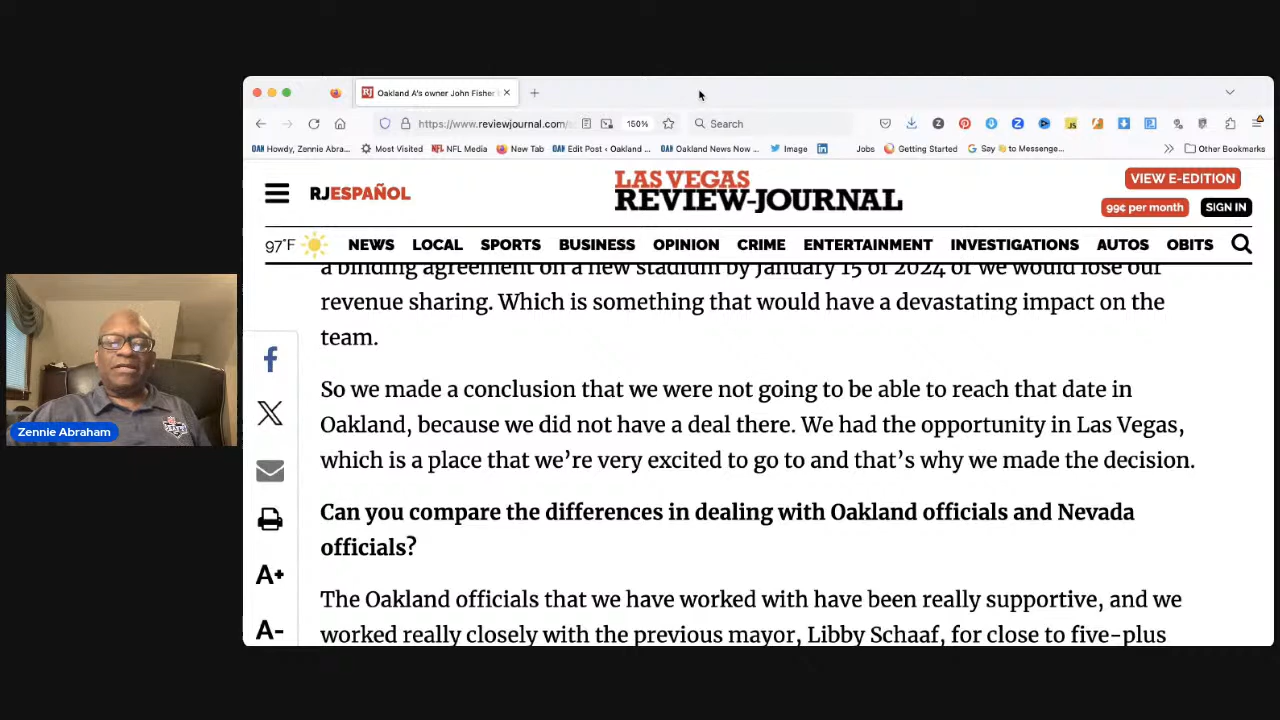 Oakland A's owner John Fisher
https://www.reviewjournal.com/
150%
Search
OAN Howdy, Zennie Abra...
Most Visited
NFL Media
New Tab
OAN Edit Post ‹ Oakland ...
OAN Oakland News Now ...
Image
Jobs
Getting Started
Say 👋 to Messenge...
Other Bookmarks
RJESPAÑOL
LAS VEGAS
REVIEW-JOURNAL
VIEW E-EDITION
99¢ per month
SIGN IN
97°F
NEWS
LOCAL
SPORTS
BUSINESS
OPINION
CRIME
ENTERTAINMENT
INVESTIGATIONS
AUTOS
OBITS
a binding agreement on a new stadium by January 15 of 2024 or we would lose our
revenue sharing. Which is something that would have a devastating impact on the
team.
So we made a conclusion that we were not going to be able to reach that date in
Oakland, because we did not have a deal there. We had the opportunity in Las Vegas,
which is a place that we're very excited to go to and that's why we made the decision.
Can you compare the differences in dealing with Oakland officials and Nevada
officials?
The Oakland officials that we have worked with have been really supportive, and we
worked really closely with the previous mayor, Libby Schaaf, for close to five-plus
A+
A-
Zennie Abraham